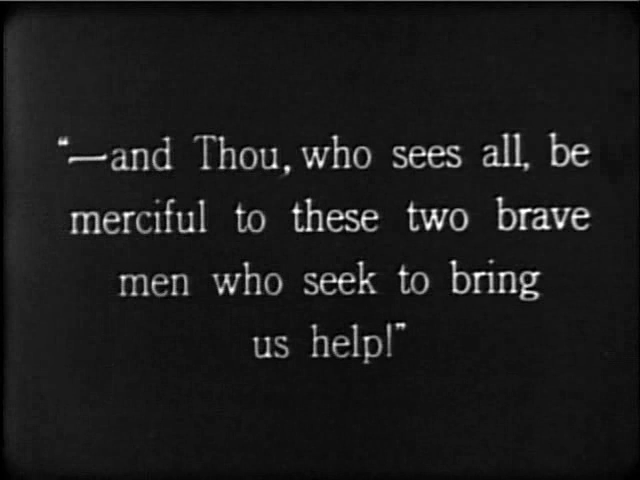 “—and Thou, who sees all, be
merciful to these two brave
men who seek to bring
us help!”